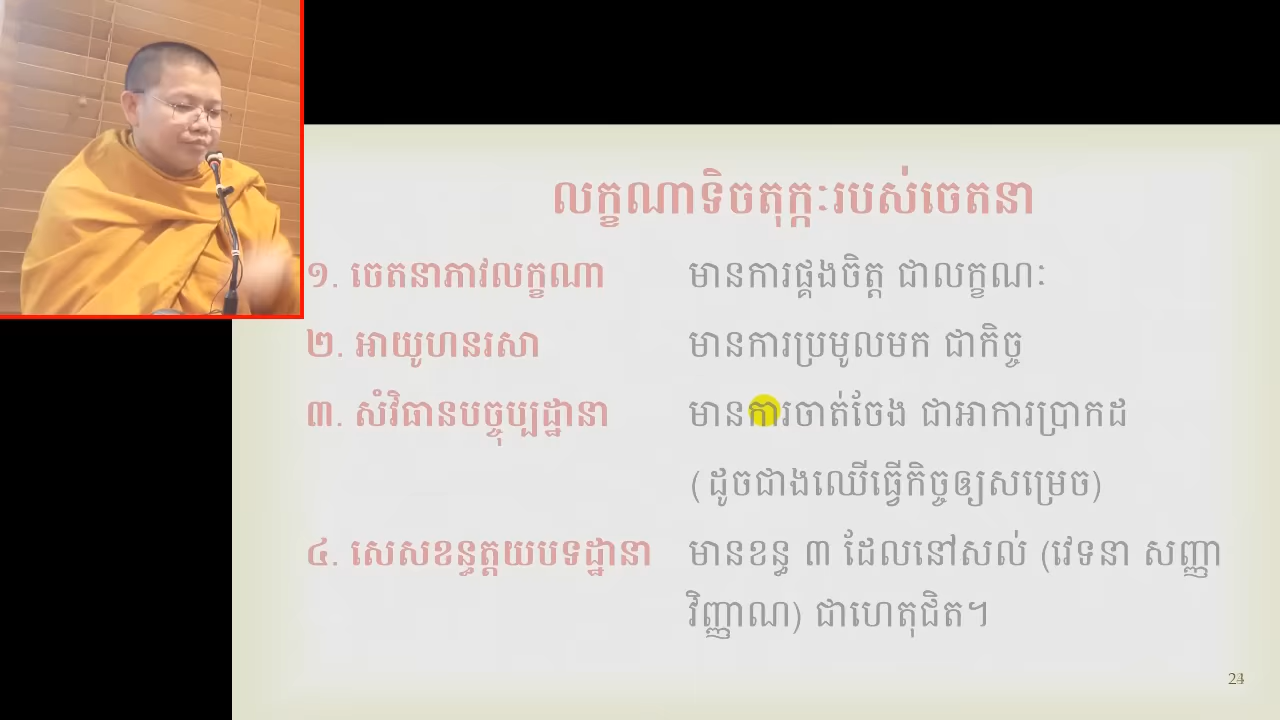 លក្ខណាទិចតុក្កៈរបស់ចេតនា
១. ចេតនាភាវលក្ខណា មានការផ្គងចិត្ត ជាលក្ខណៈ
២. អាយូហនរសា មានការប្រមូលមក ជាកិច្ច
៣. សំវិធានបច្ចុប្បដ្ឋានា មានការចាត់ចែង ជាអាការប្រាកដ
(ដូចជាងឈើធ្វើកិច្ចឲ្យសម្រេច)
៤. សេសខន្ធត្តយបទដ្ឋានា មានខន្ធ ៣ ដែលនៅសល់ (វេទនា សញ្ញា
វិញ្ញាណ) ជាហេតុជិត។